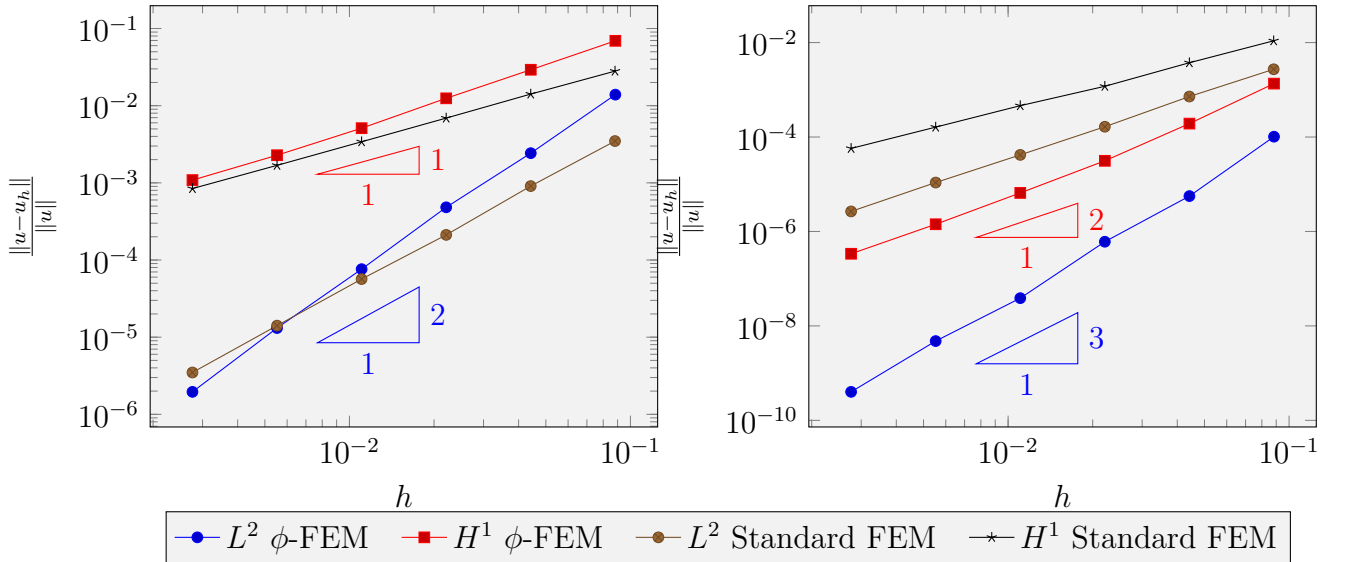 10^{-1}
10^{-2}
10^{-3}
10^{-4}
10^{-5}
10^{-6}
\frac{\|u-u_h\|}{\|u\|}
1
1
2
1
10^{-2}
10^{-1}
h
10^{-2}
10^{-4}
10^{-6}
10^{-8}
10^{-10}
\frac{\|u-u_h\|}{\|u\|}
2
1
3
1
10^{-2}
10^{-1}
h
L^2 ϕ-FEM
H^1 ϕ-FEM
L^2 Standard FEM
H^1 Standard FEM